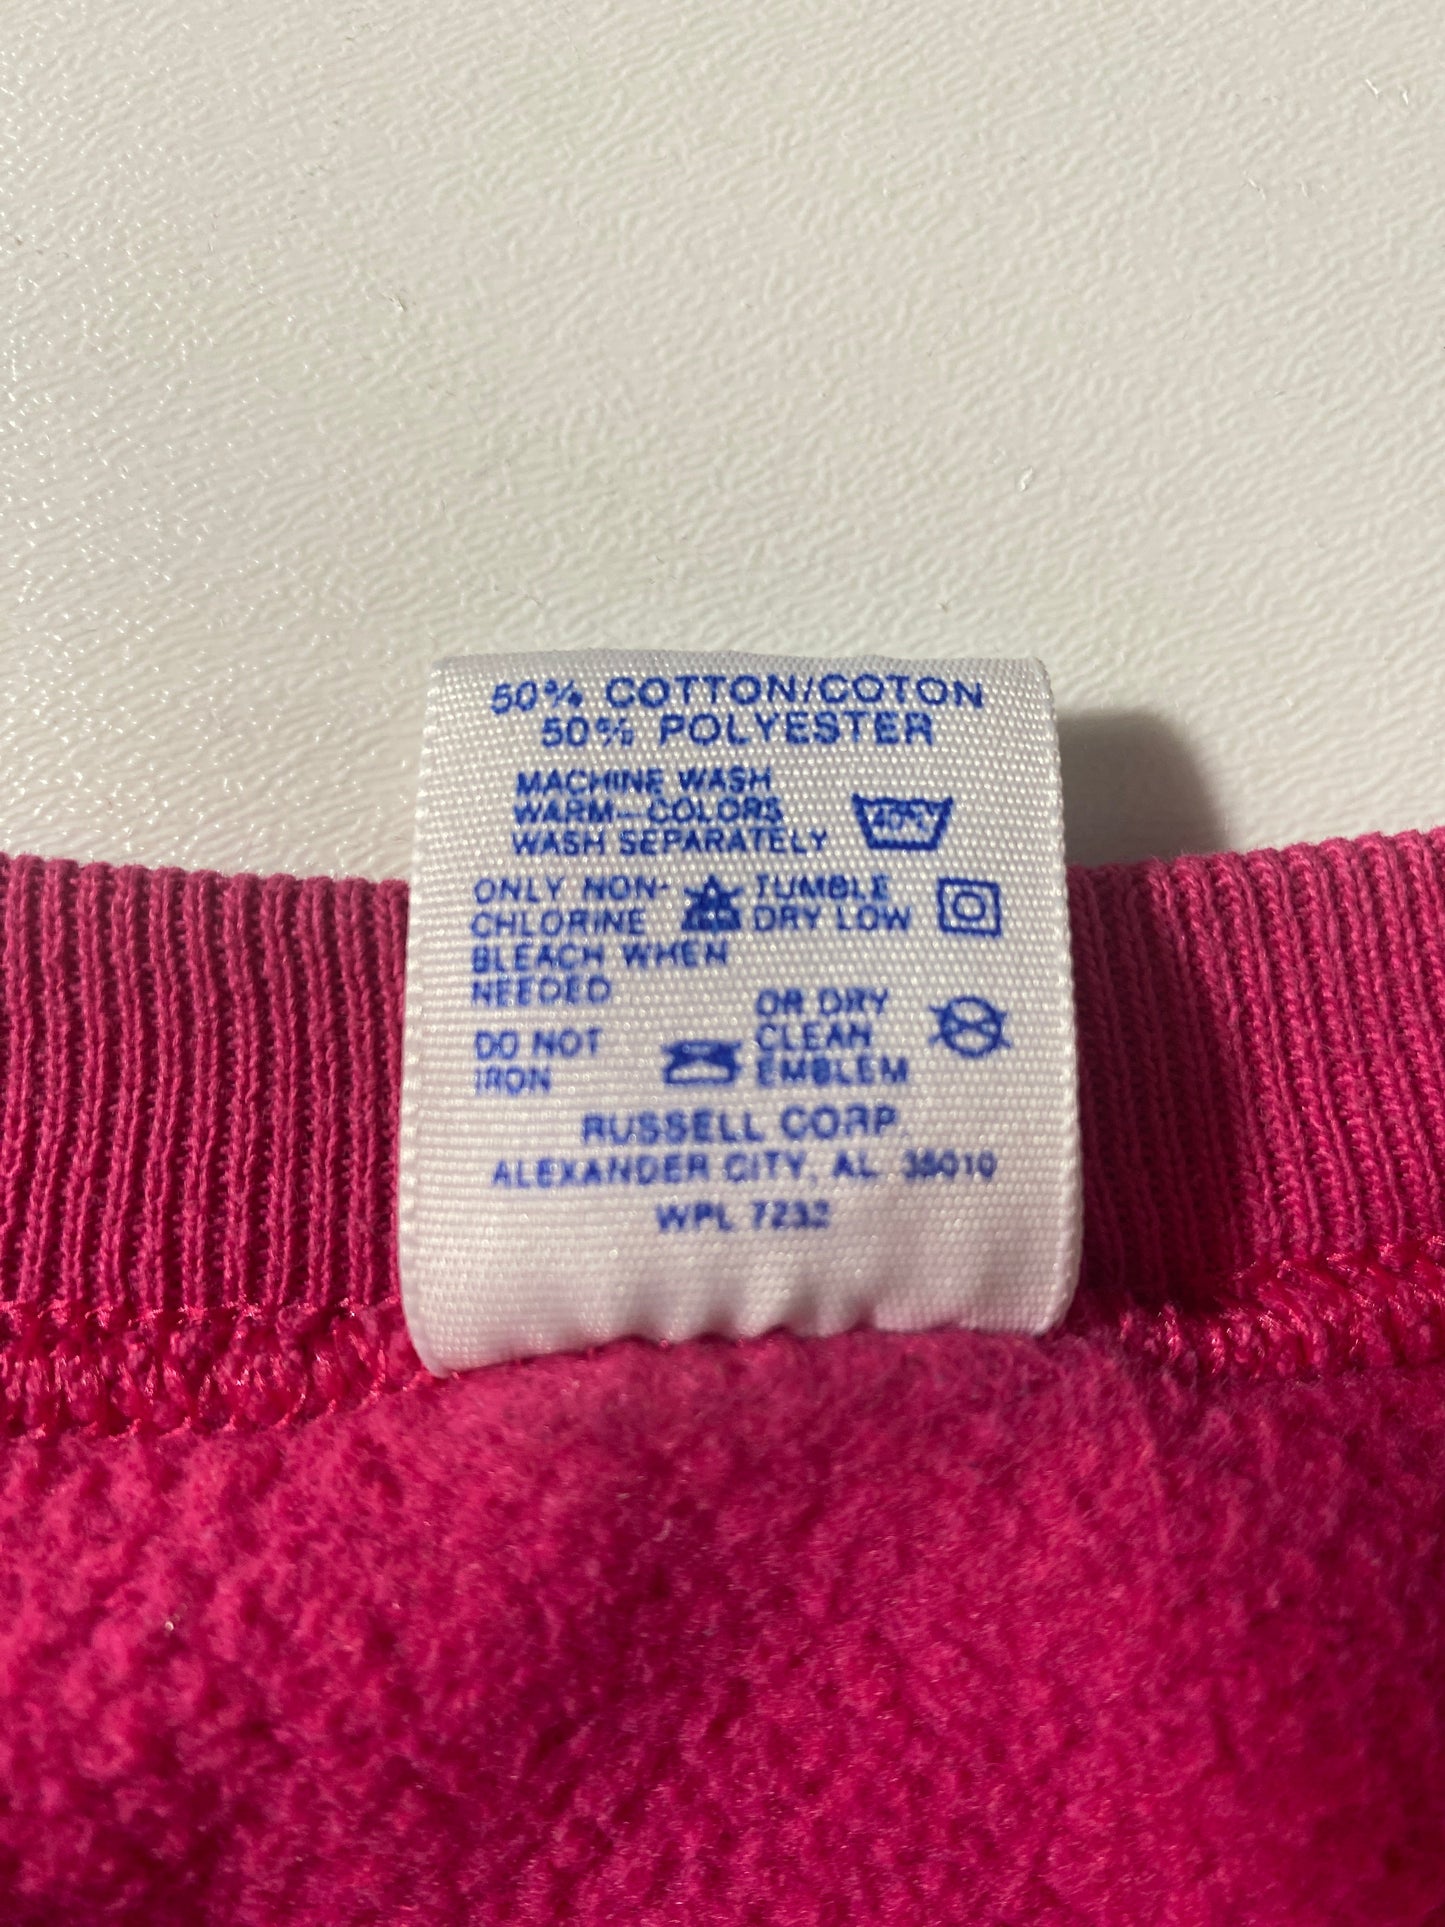 50% COTTON/COTON
50% POLYESTER
MACHINE WASH
WARM—COLORS
WASH SEPARATELY
40°C
ONLY NON-
CHLORINE
BLEACH WHEN
NEEDED
TUMBLE
DRY LOW
DO NOT
IRON
OR DRY
CLEAN
EMBLEM
RUSSELL CORP.
ALEXANDER CITY, AL 35010
WPL 7232